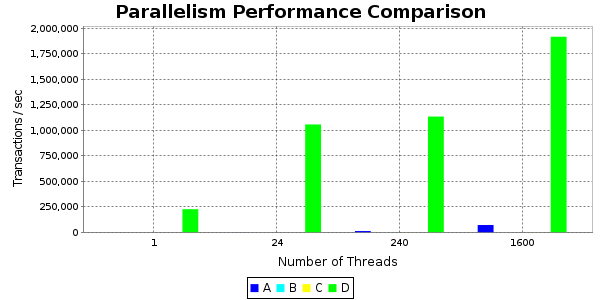 Parallelism Performance Comparison
Transactions / sec
2,000,000
1,750,000
1,500,000
1,250,000
1,000,000
750,000
500,000
250,000
0
1 24 240 1600
Number of Threads
A B C D